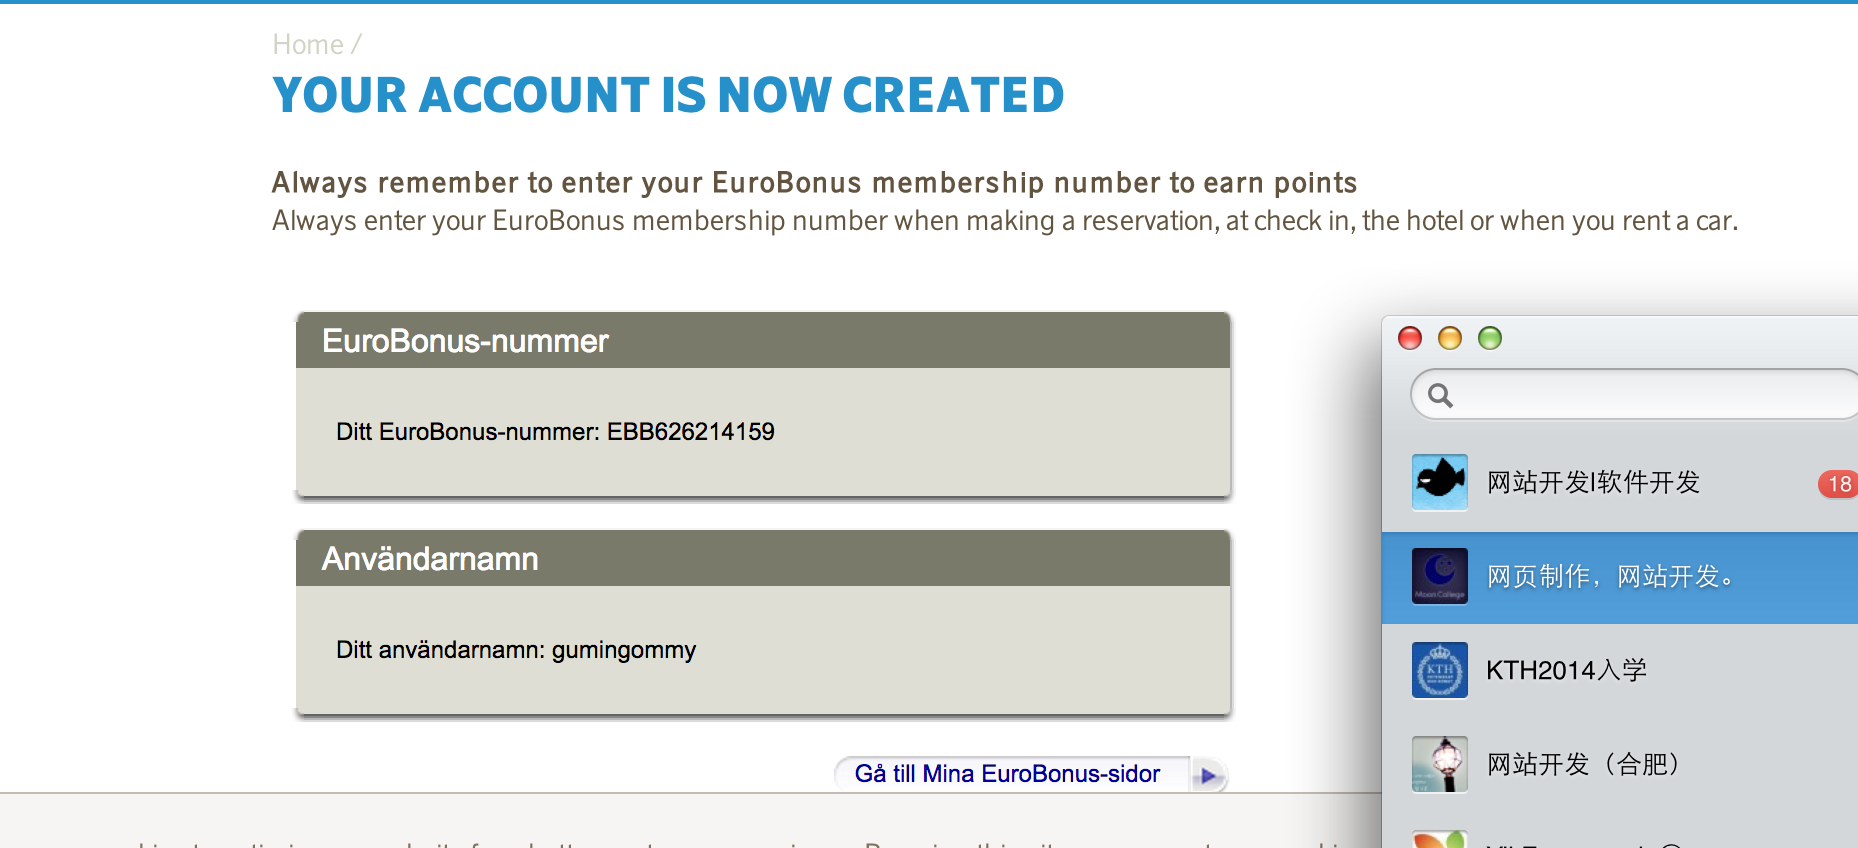 Home /
YOUR ACCOUNT IS NOW CREATED
Always remember to enter your EuroBonus membership number to earn points
Always enter your EuroBonus membership number when making a reservation, at check in, the hotel or when you rent a car.
EuroBonus-nummer
Ditt EuroBonus-nummer: EBB626214159
Användarnamn
Ditt användarnamn: gumingommy
Gå till Mina EuroBonus-sidor
网站开发|软件开发
18
网页制作，网站开发。
Moon College
KTH2014入学
KTH
网站开发（合肥）